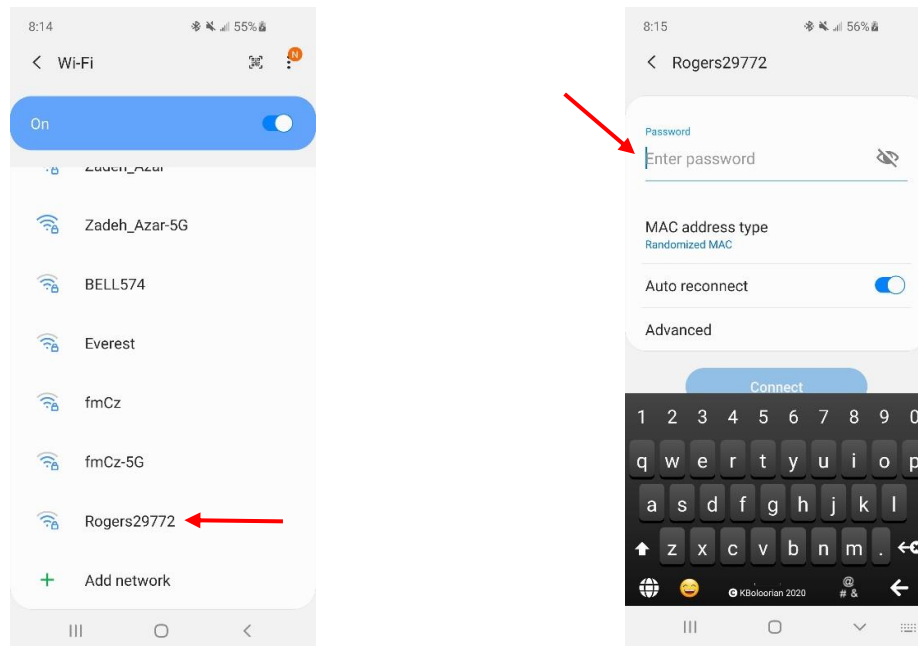 8:14
55%
Wi-Fi
N
On
Zadeh_Azar
Zadeh_Azar-5G
BELL574
Everest
fmCz
fmCz-5G
Rogers29772
Add network
8:15
56%
Rogers29772
Password
Enter password
MAC address type
Randomized MAC
Auto reconnect
Advanced
Connect
1 2 3 4 5 6 7 8 9 0
q w e r t y u i o p
a s d f g h j k l
z x c v b n m .
G KBoloorian 2020
@
# &